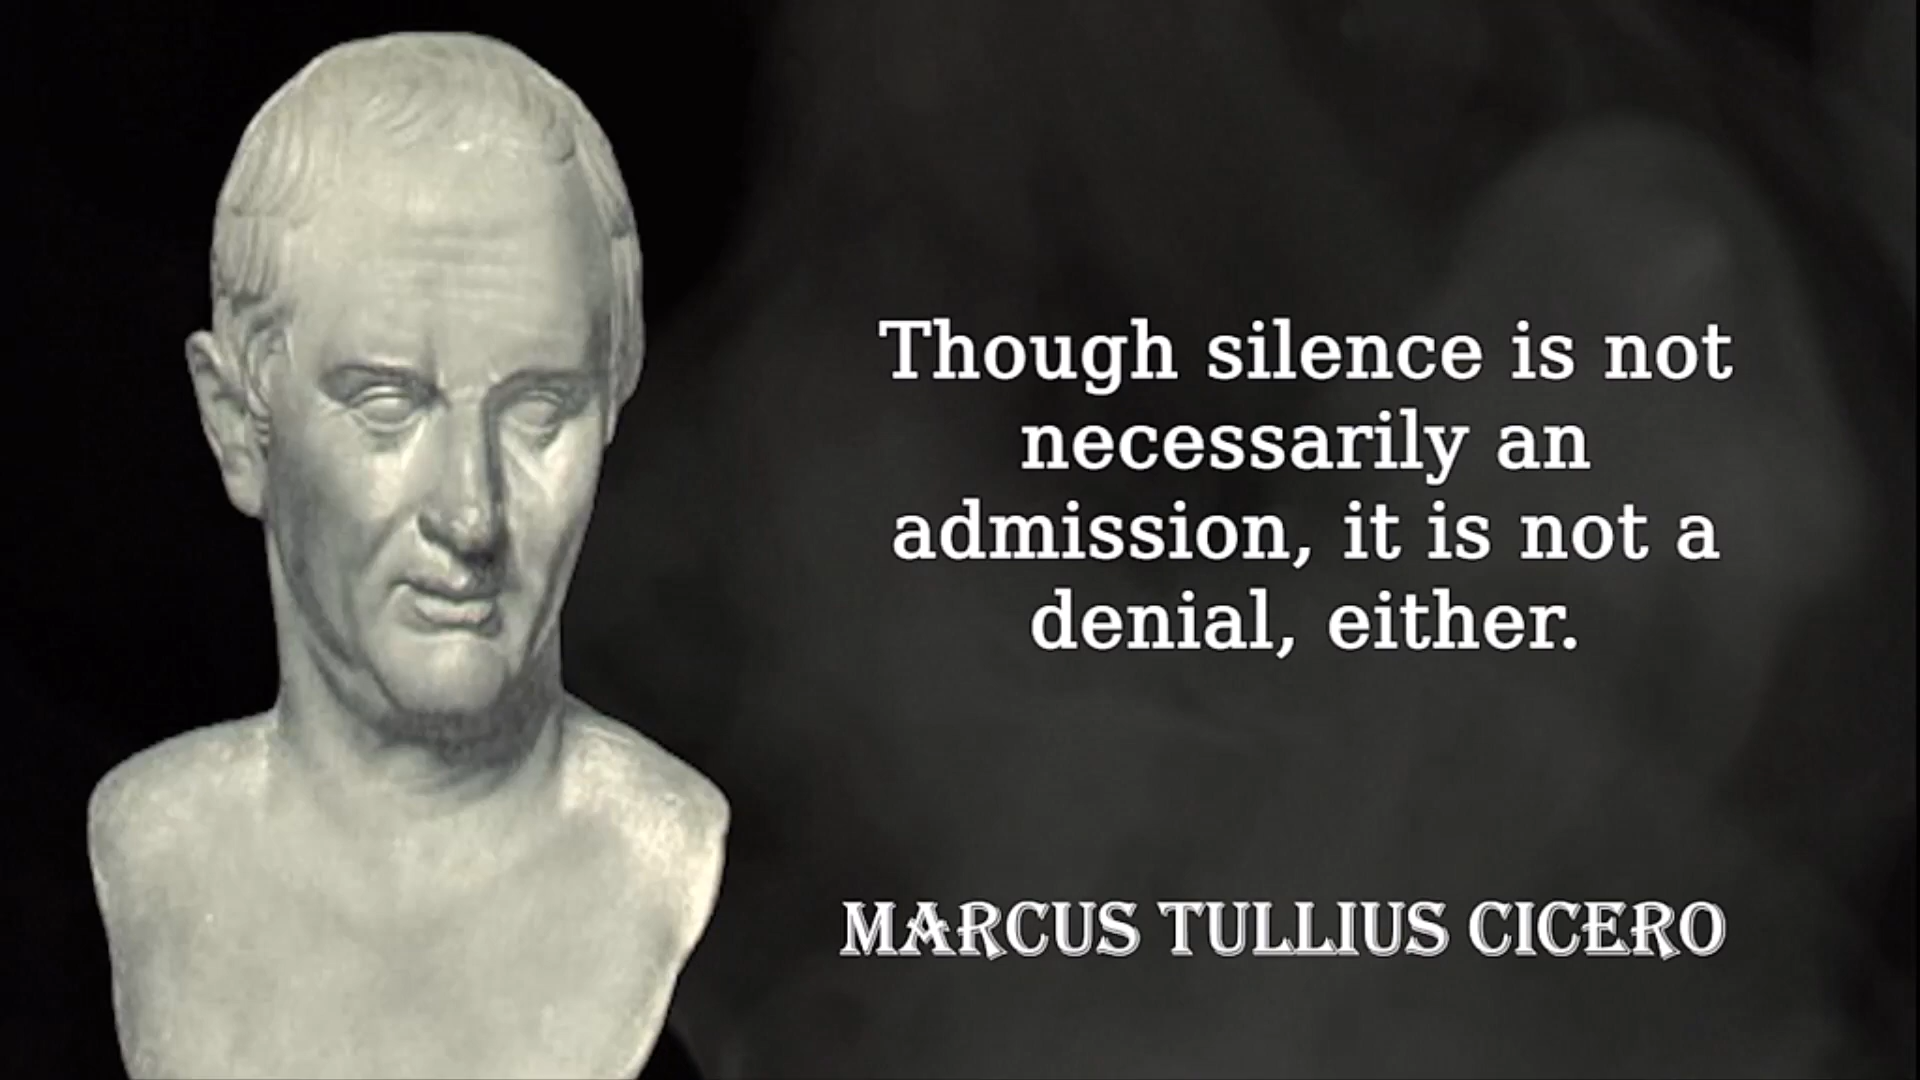 Though silence is not
necessarily an
admission, it is not a
denial, either.
MARCUS TULLIUS CICERO